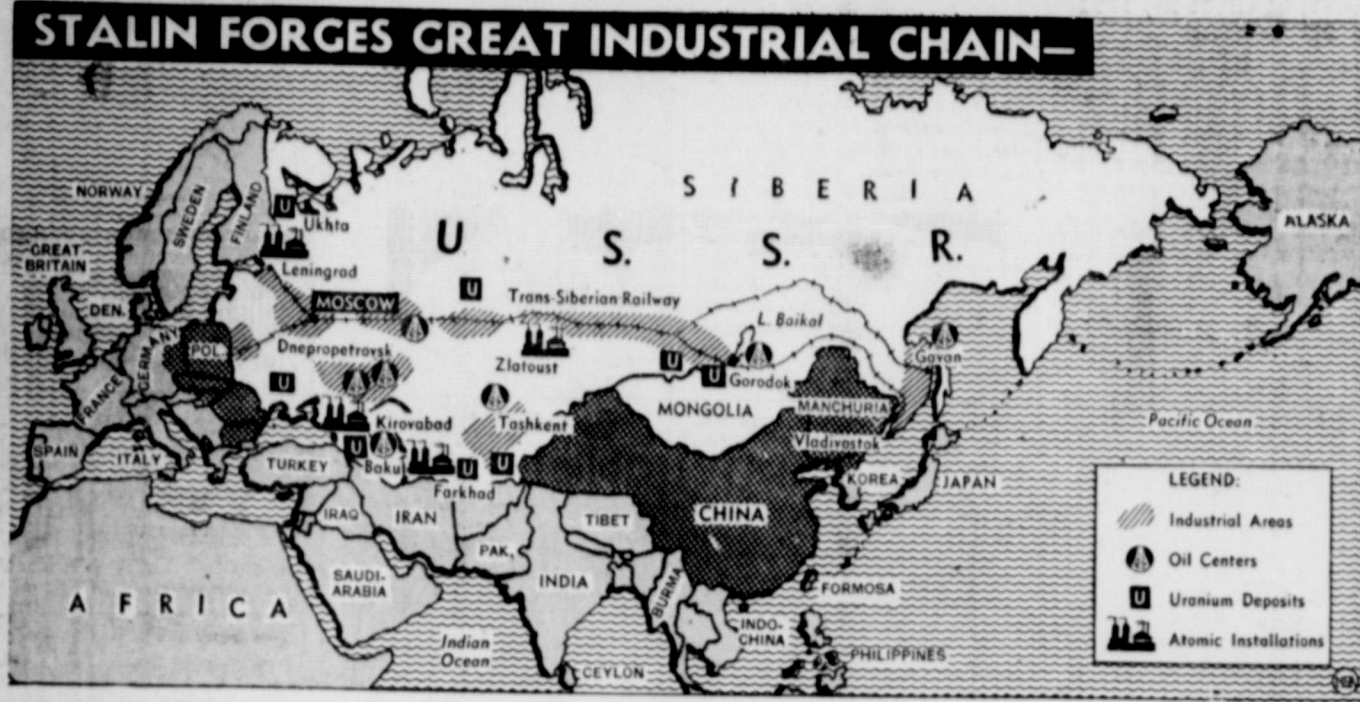 STALIN FORGES GREAT INDUSTRIAL CHAIN—
SIBERIA
NORWAY
SWEDEN
FINLAND
U
Ukhta
ALASKA
U. S. S. R.
GREAT
BRITAIN
Leningrad
DEN.
MOSCOW
U
Trans-Siberian Railway
L. Baikal
GERMANY
POL.
Dnepropetrovsk
Zlatoust
U
U
Gorodok
Gavan
FRANCE
U
MONGOLIA
MANCHURIA
Kirovabad
Tashkent
Vladivostok
Pacific Ocean
SPAIN
ITALY
TURKEY
U
Baku
U
U
Farkhad
KOREA
JAPAN
IRAQ
IRAN
TIBET
CHINA
PAK.
SAUDI-
ARABIA
INDIA
BURMA
FORMOSA
AFRICA
INDO-
CHINA
Indian
Ocean
CEYLON
PHILIPPINES
LEGEND:
Industrial Areas
Oil Centers
U Uranium Deposits
Atomic Installations